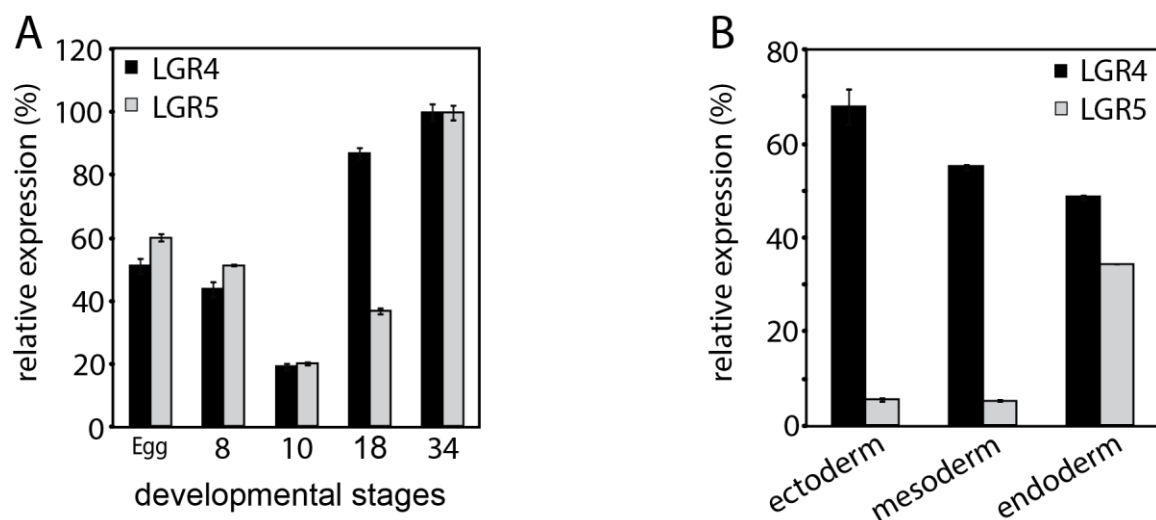 A
120
100
80
60
40
20
0
relative expression (%)
LGR4
LGR5
Egg 8 10 18 34
developmental stages
B
80
60
40
20
0
relative expression (%)
LGR4
LGR5
ectoderm
mesoderm
endoderm